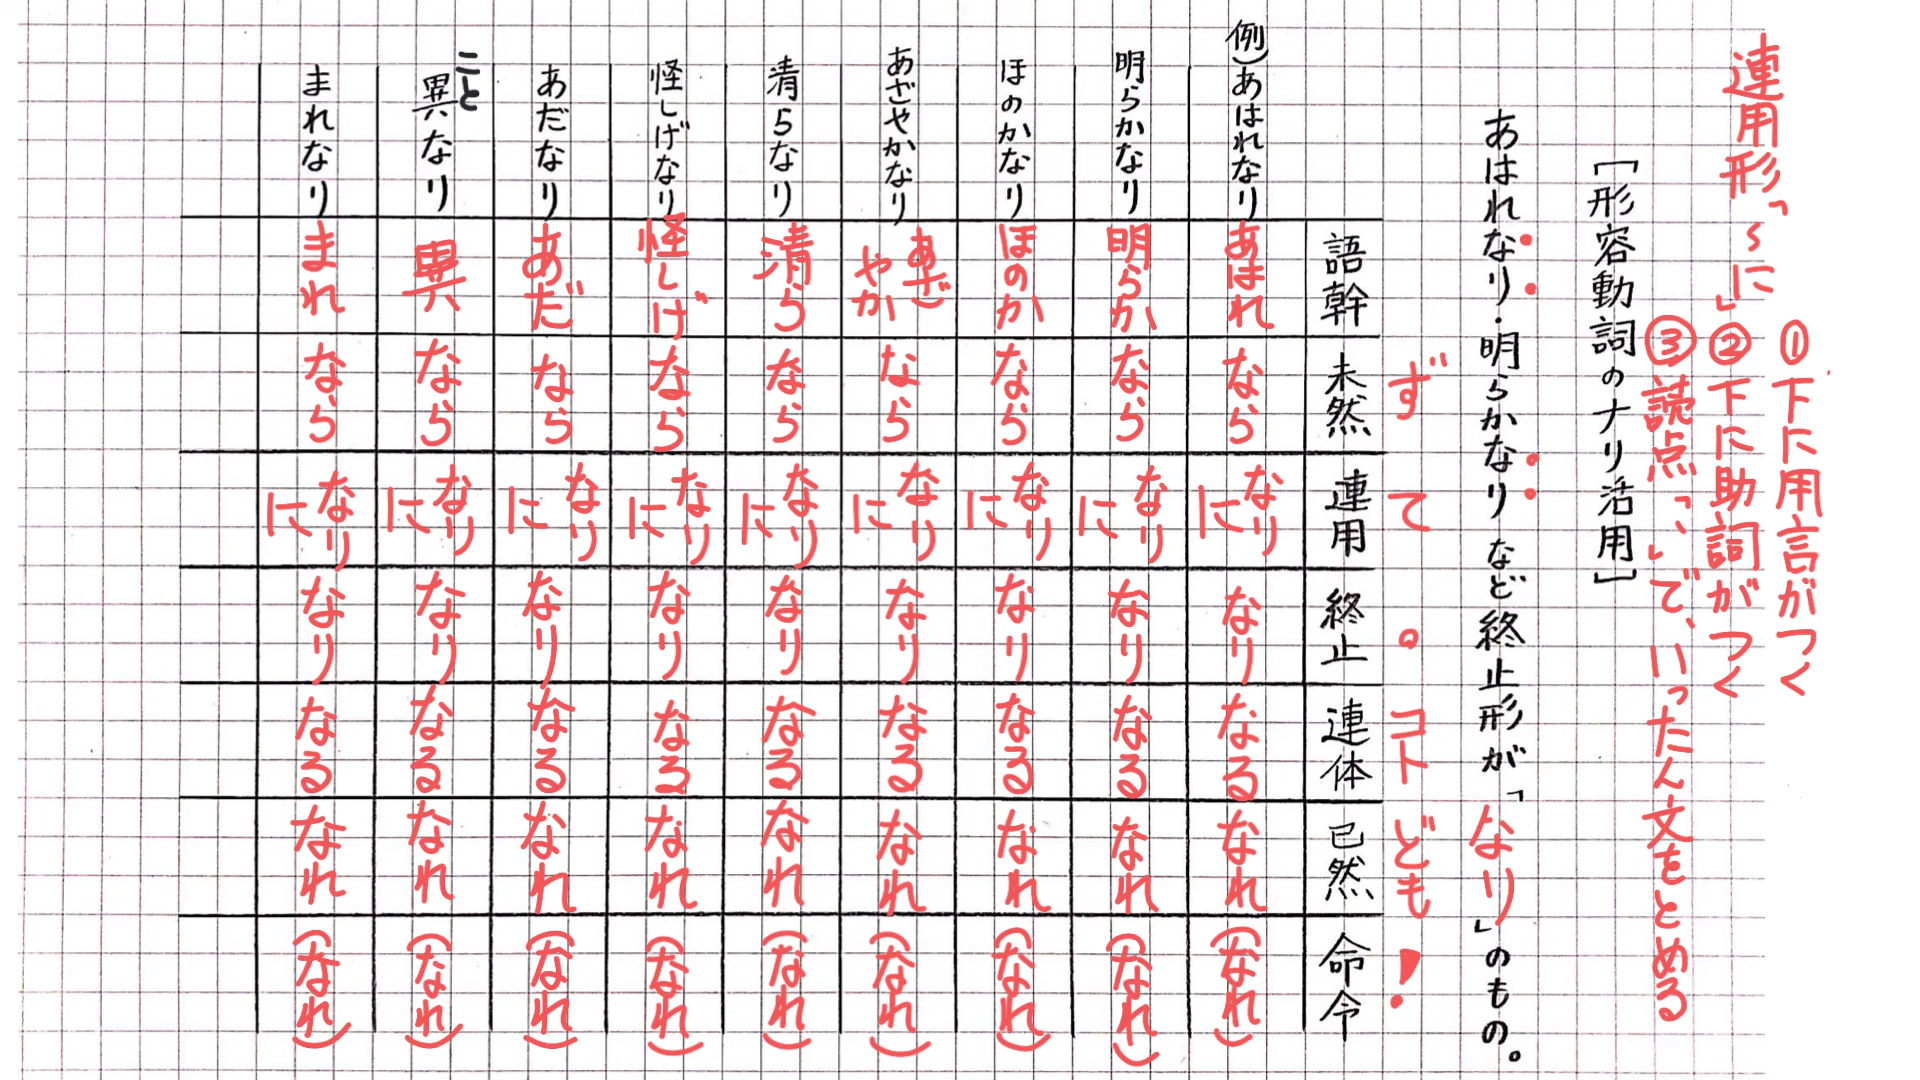 連用形「〜に」
①下に用言がつく
②下に助詞がつく
③読点「、」で、いったん文をとめる
［形容動詞のナリ活用］
あはれなり・明らかなりなど終止形が「なり」のもの。
ず
て
。
コト
ども
！
語幹
未然
連用
終止
連体
已然
命令
例)あはれなり
あはれ
なら
なり
に
なり
なる
なれ
(なれ)
明らかなり
明らか
なら
なり
に
なり
なる
なれ
(なれ)
ほのかなり
ほのか
なら
なり
に
なり
なる
なれ
(なれ)
あざやかなり
あざ
やか
なら
なり
に
なり
なる
なれ
(なれ)
清らなり
清ら
なら
なり
に
なり
なる
なれ
(なれ)
怪しげなり
怪しげ
なら
なり
に
なり
なる
なれ
(なれ)
あだなり
あだ
なら
なり
に
なり
なる
なれ
(なれ)
こと
異なり
異
なら
なり
に
なり
なる
なれ
(なれ)
まれなり
まれ
なら
なり
に
なり
なる
なれ
(なれ)